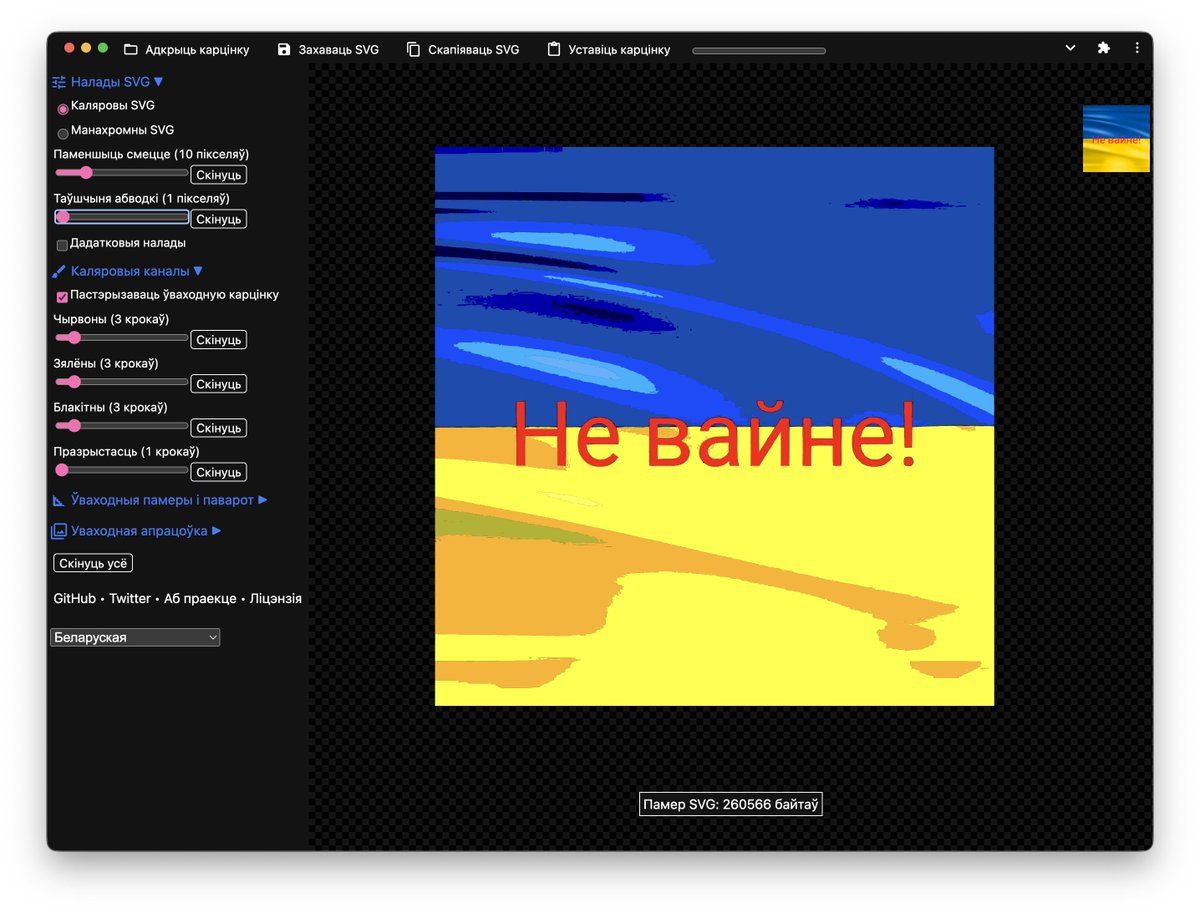 Адкрыць карцінку
Захаваць SVG
Скапіяваць SVG
Уставіць карцінку
Налады SVG ▼
Каляровы SVG
Манахромны SVG
Паменшыць смецце (10 пікселяў)
Скінуць
Таўшчыня абводкі (1 пікселяў)
Скінуць
Дадатковыя налады
Каляровыя каналы ▼
Пастэрызаваць ўваходную карцінку
Чырвоны (3 крокаў)
Скінуць
Зялёны (3 крокаў)
Скінуць
Блакітны (3 крокаў)
Скінуць
Празрыстасць (1 крокаў)
Скінуць
Ўваходныя памеры і паварот ▶
Уваходная апрацоўка ▶
Скінуць усё
GitHub • Twitter • Аб праекце • Ліцэнзія
Беларуская
Не вайне!
Не вайне!
Памер SVG: 260566 байтаў